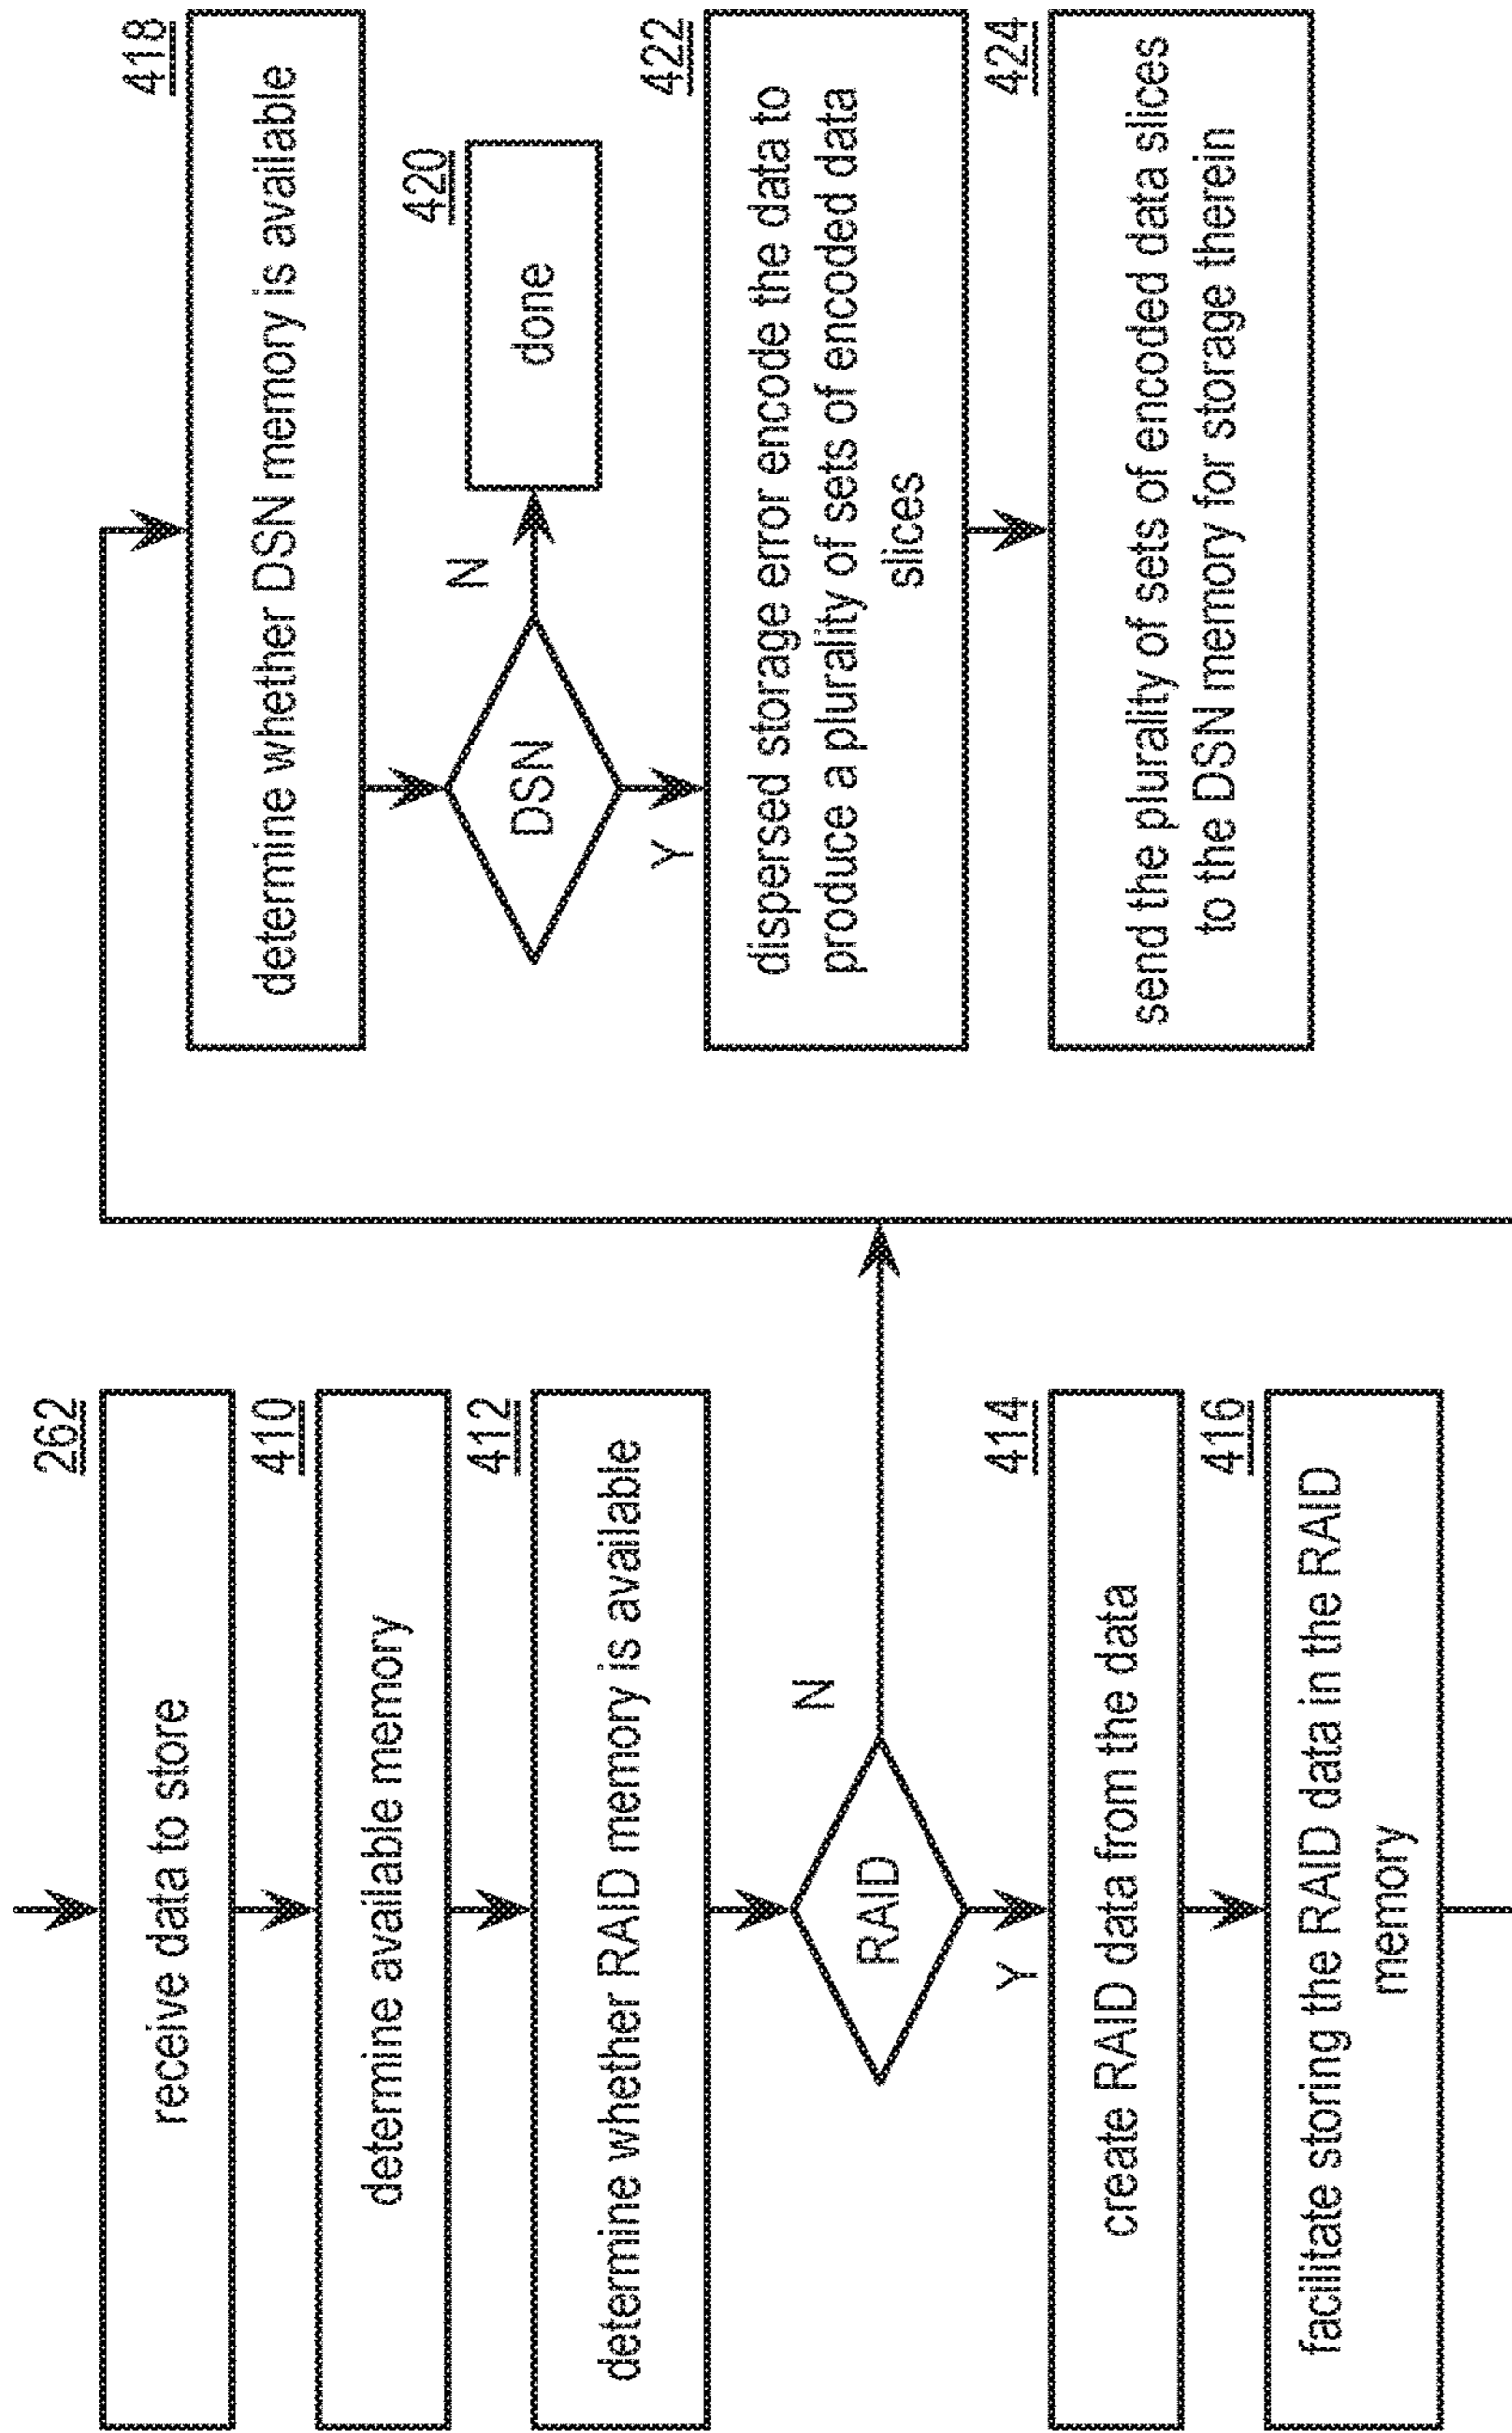 262
receive data to store
410
determine available memory
412
determine whether RAID memory is available
RAID
N
Y
414
create RAID data from the data
416
facilitate storing the RAID data in the RAID
memory
418
determine whether DSN memory is available
DSN
N
420
done
Y
422
dispersed storage error encode the data to
produce a plurality of sets of encoded data
slices
424
send the plurality of sets of encoded data slices
to the DSN memory for storage therein